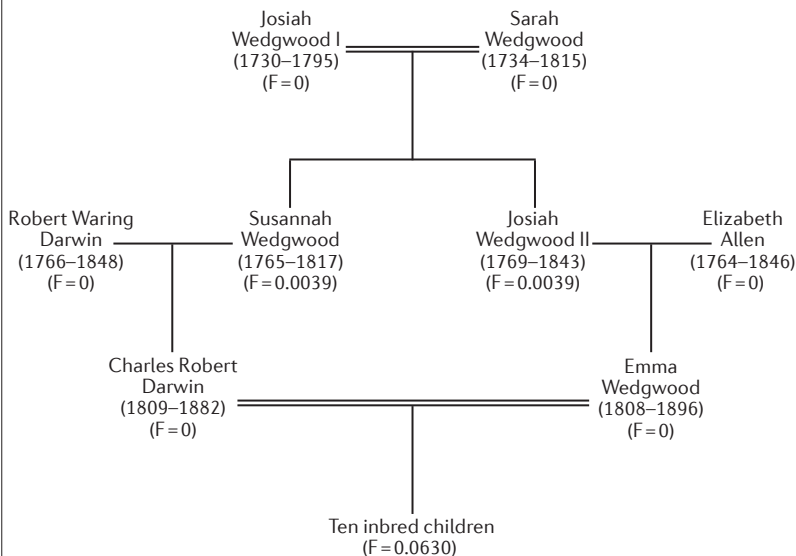 Josiah
Wedgwood I
(1730–1795)
(F = 0)
Sarah
Wedgwood
(1734–1815)
(F = 0)
Robert Waring
Darwin
(1766–1848)
(F = 0)
Susannah
Wedgwood
(1765–1817)
(F = 0.0039)
Josiah
Wedgwood II
(1769–1843)
(F = 0.0039)
Elizabeth
Allen
(1764–1846)
(F = 0)
Charles Robert
Darwin
(1809–1882)
(F = 0)
Emma
Wedgwood
(1808–1896)
(F = 0)
Ten inbred children
(F = 0.0630)